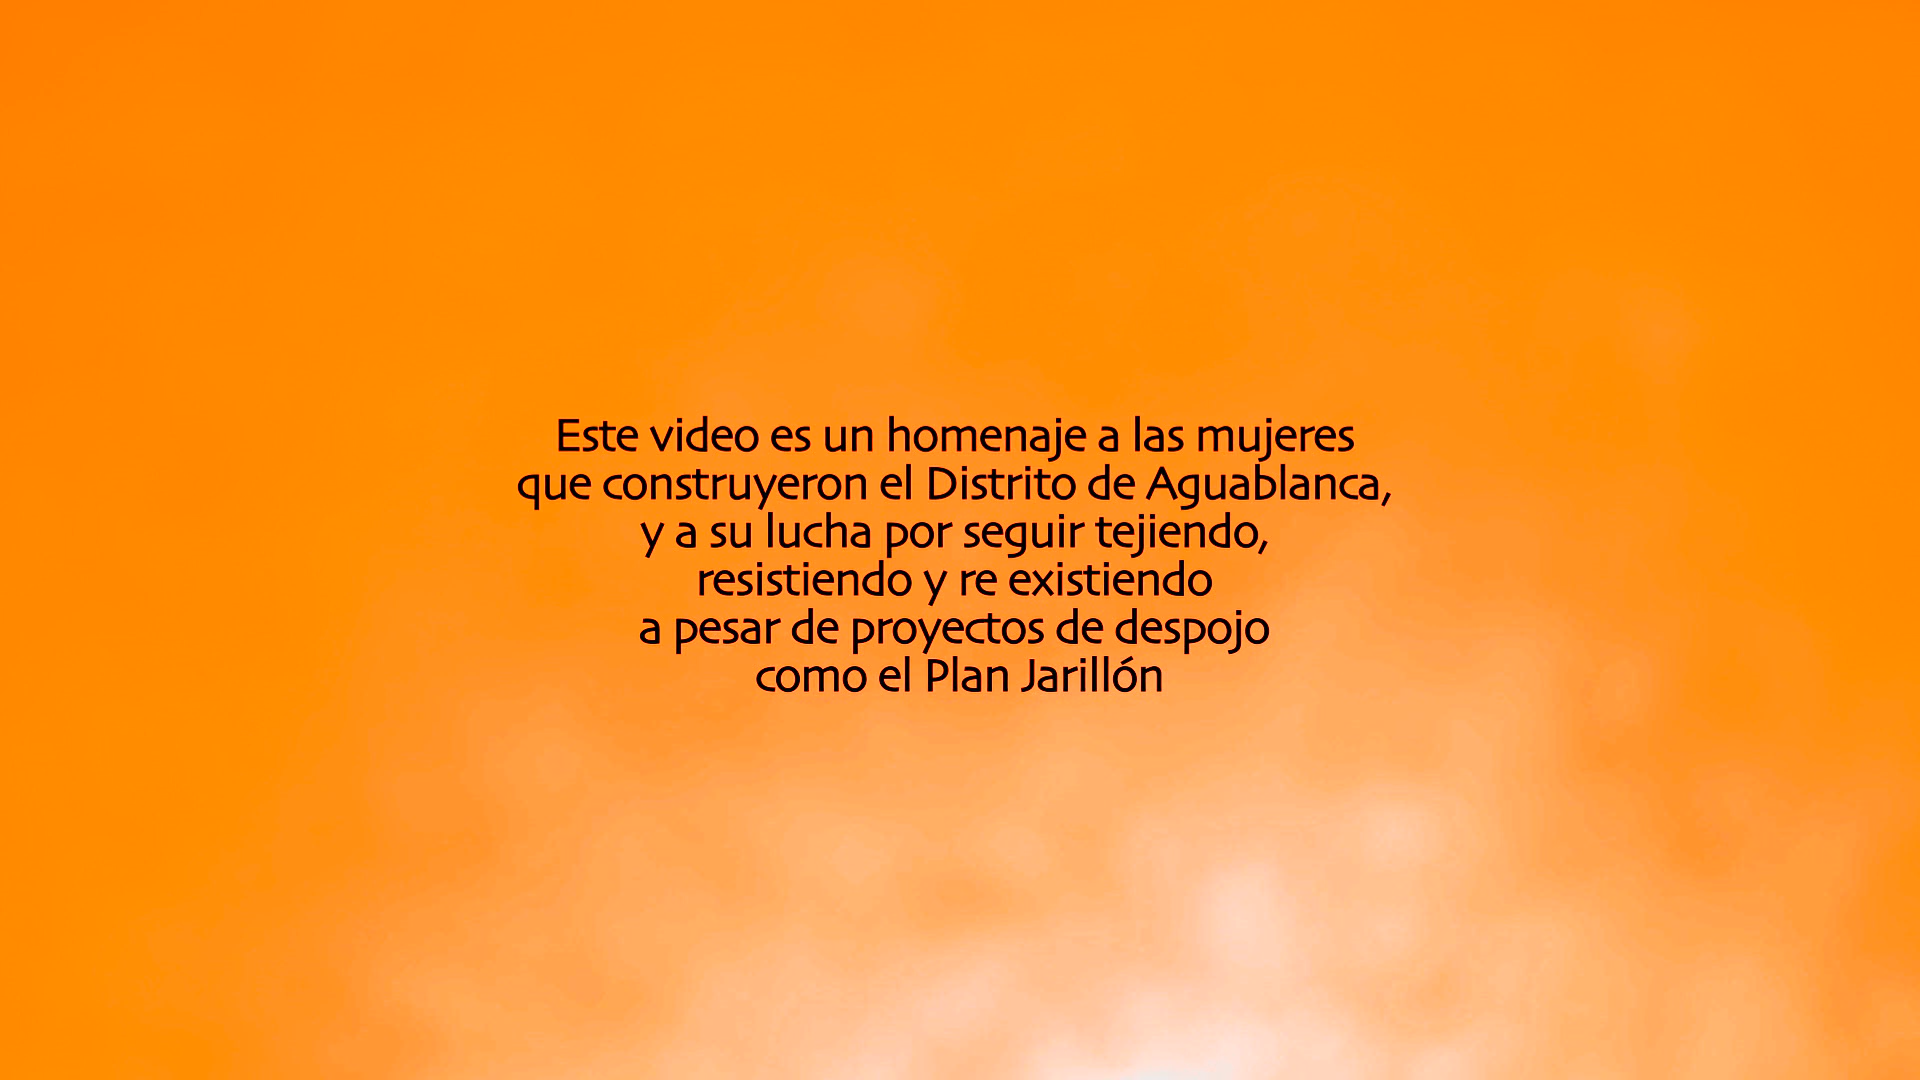 Este video es un homenaje a las mujeres
que construyeron el Distrito de Aguablanca,
y a su lucha por seguir tejiendo,
resistiendo y re existiendo
a pesar de proyectos de despojo
como el Plan Jarillón